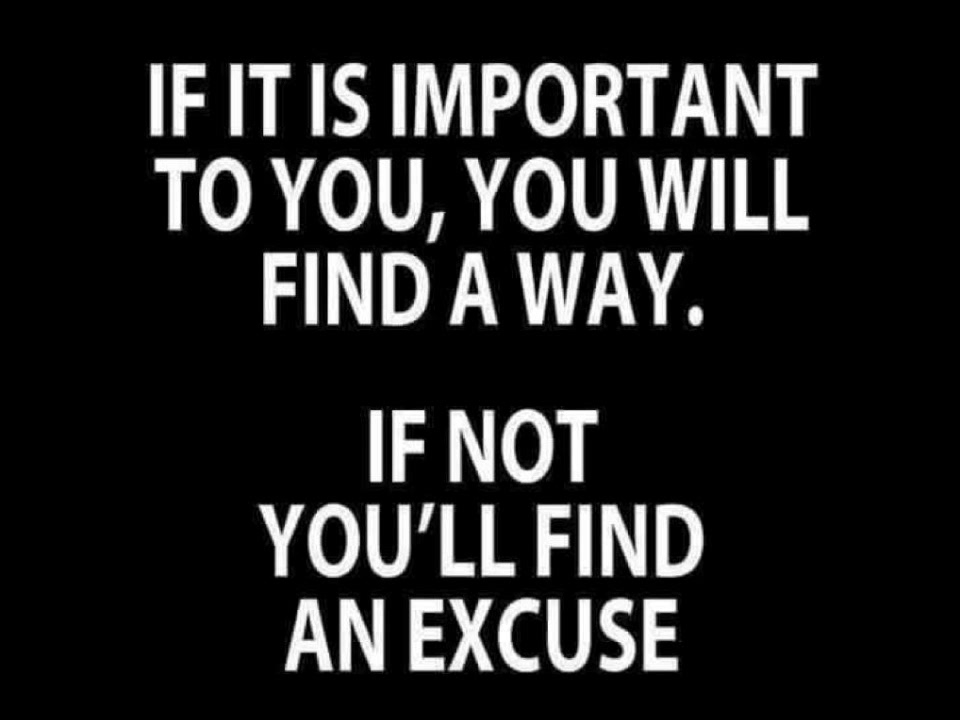 IF IT IS IMPORTANT
TO YOU, YOU WILL
FIND A WAY.
IF NOT
YOU’LL FIND
AN EXCUSE